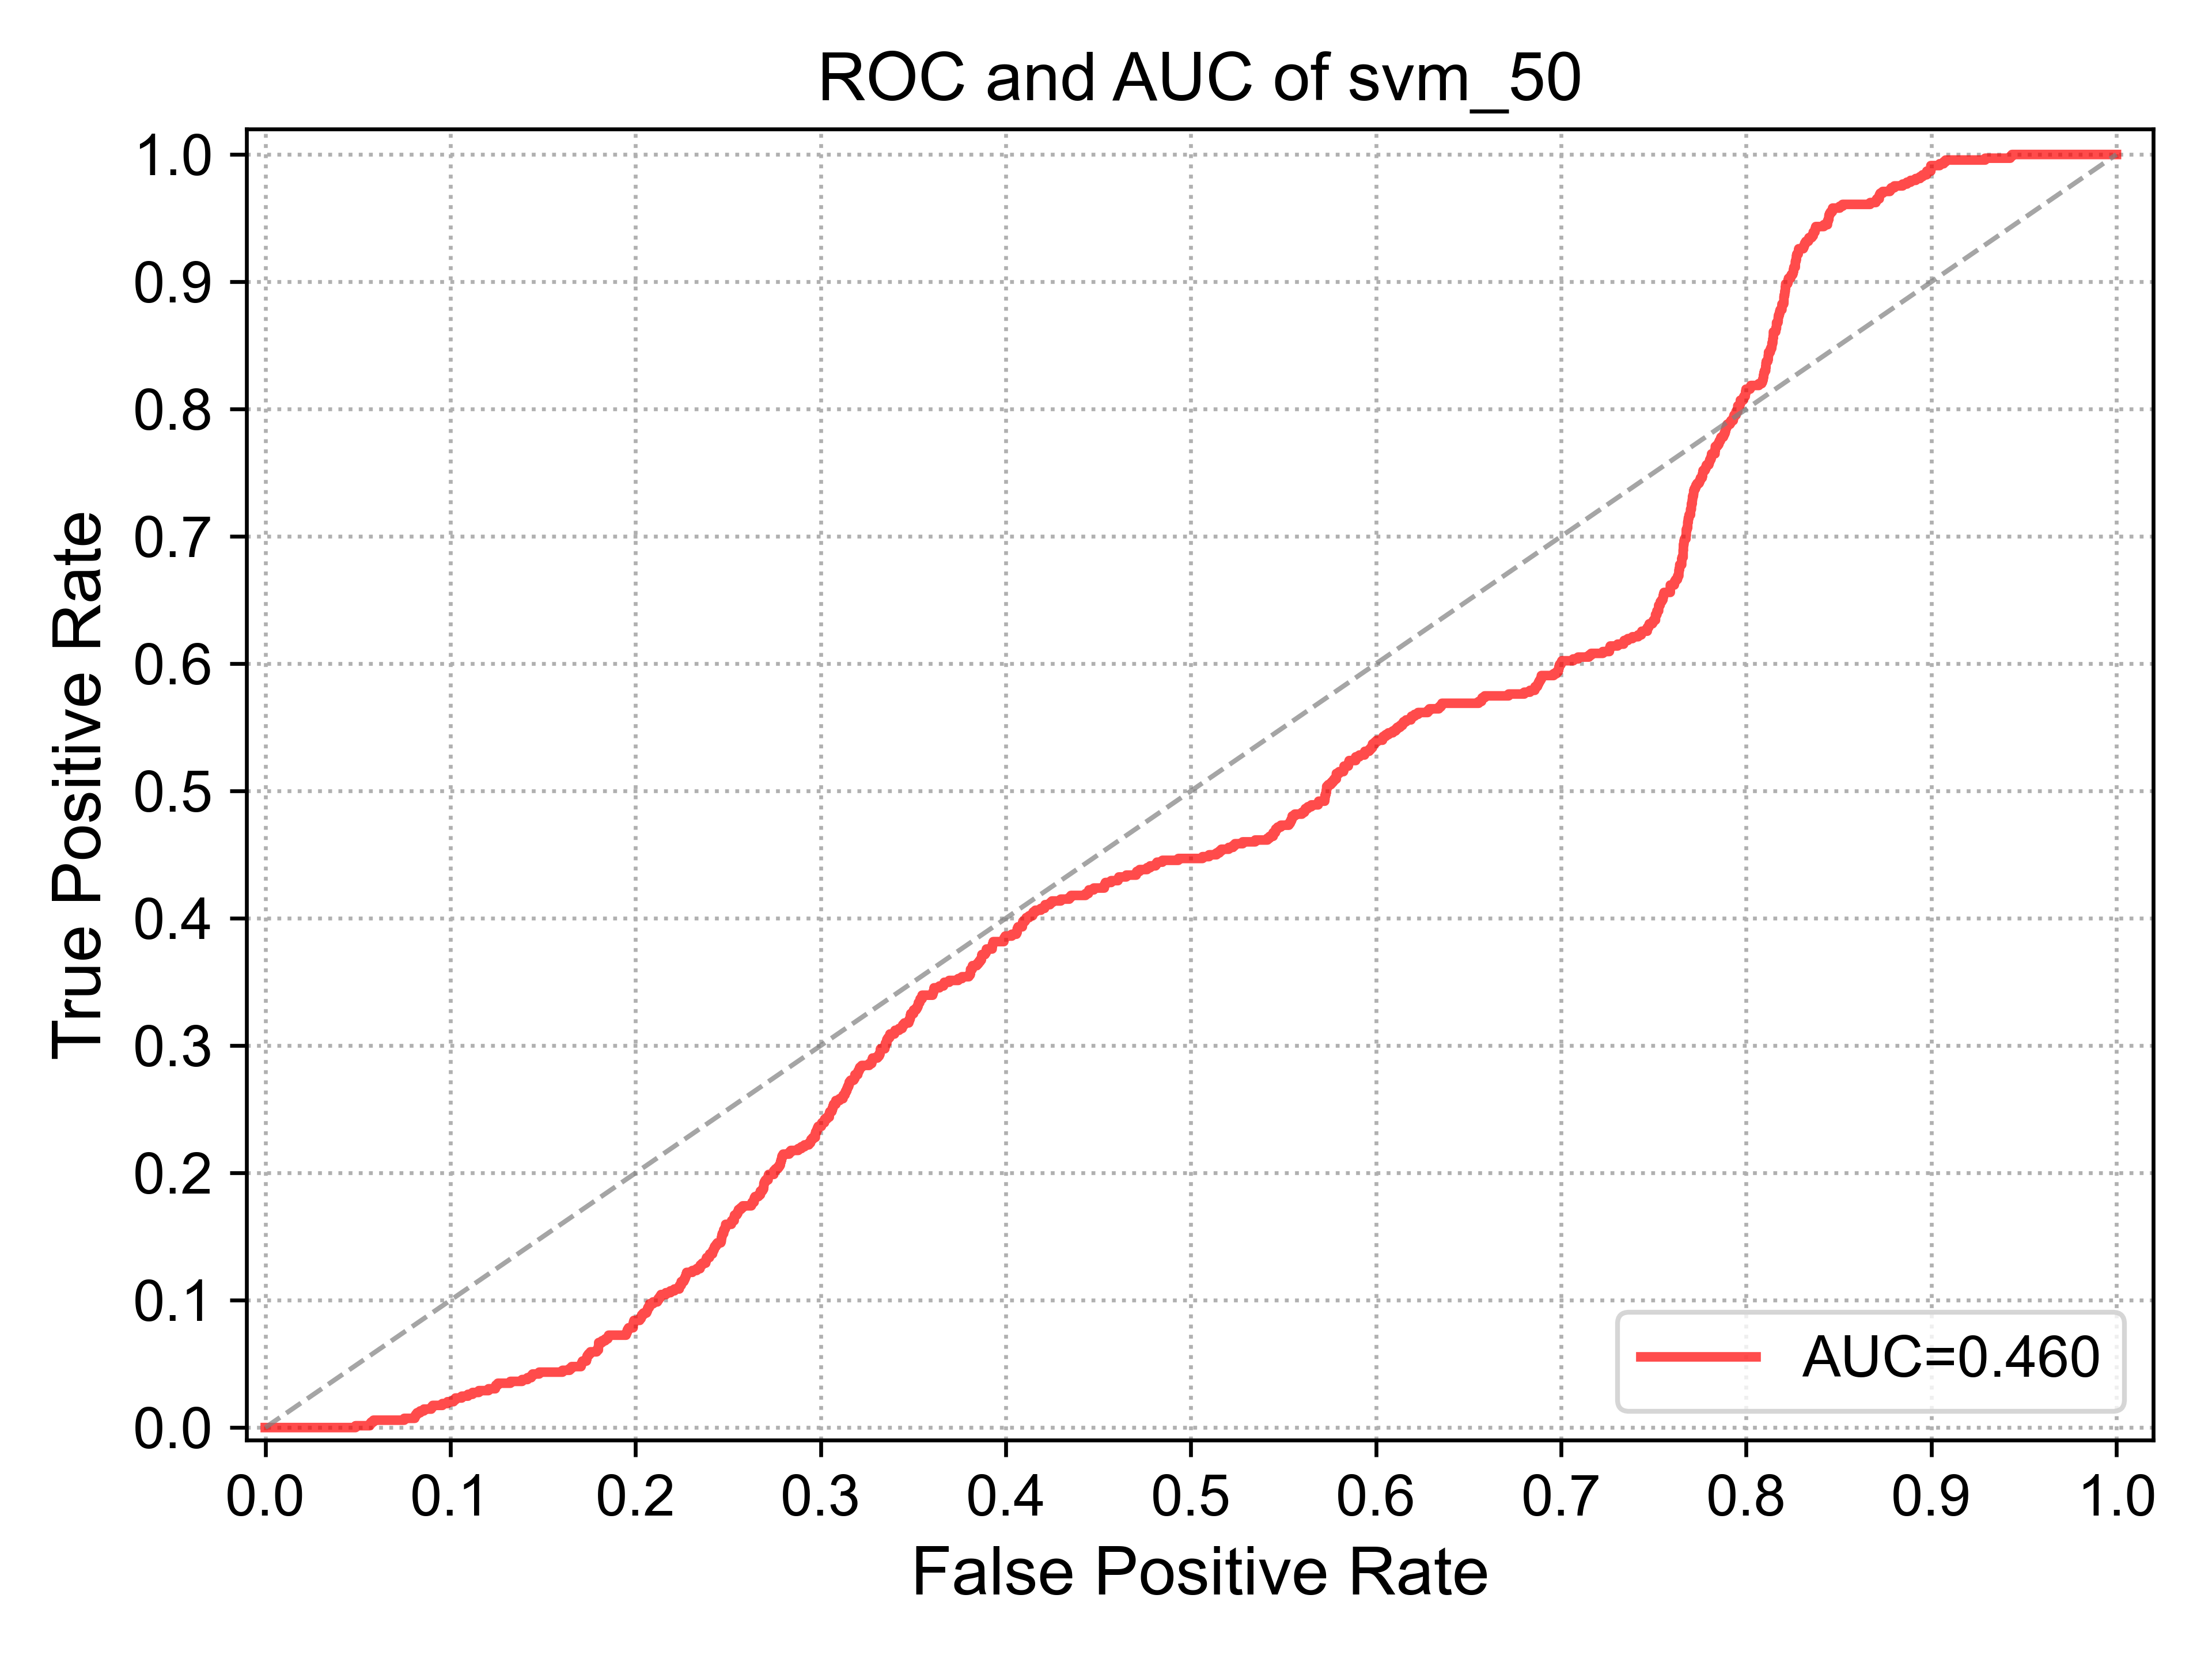 ROC and AUC of svm_50
True Positive Rate
1.0
0.9
0.8
0.7
0.6
0.5
0.4
0.3
0.2
0.1
0.0
AUC=0.460
0.0 0.1 0.2 0.3 0.4 0.5 0.6 0.7 0.8 0.9 1.0
False Positive Rate